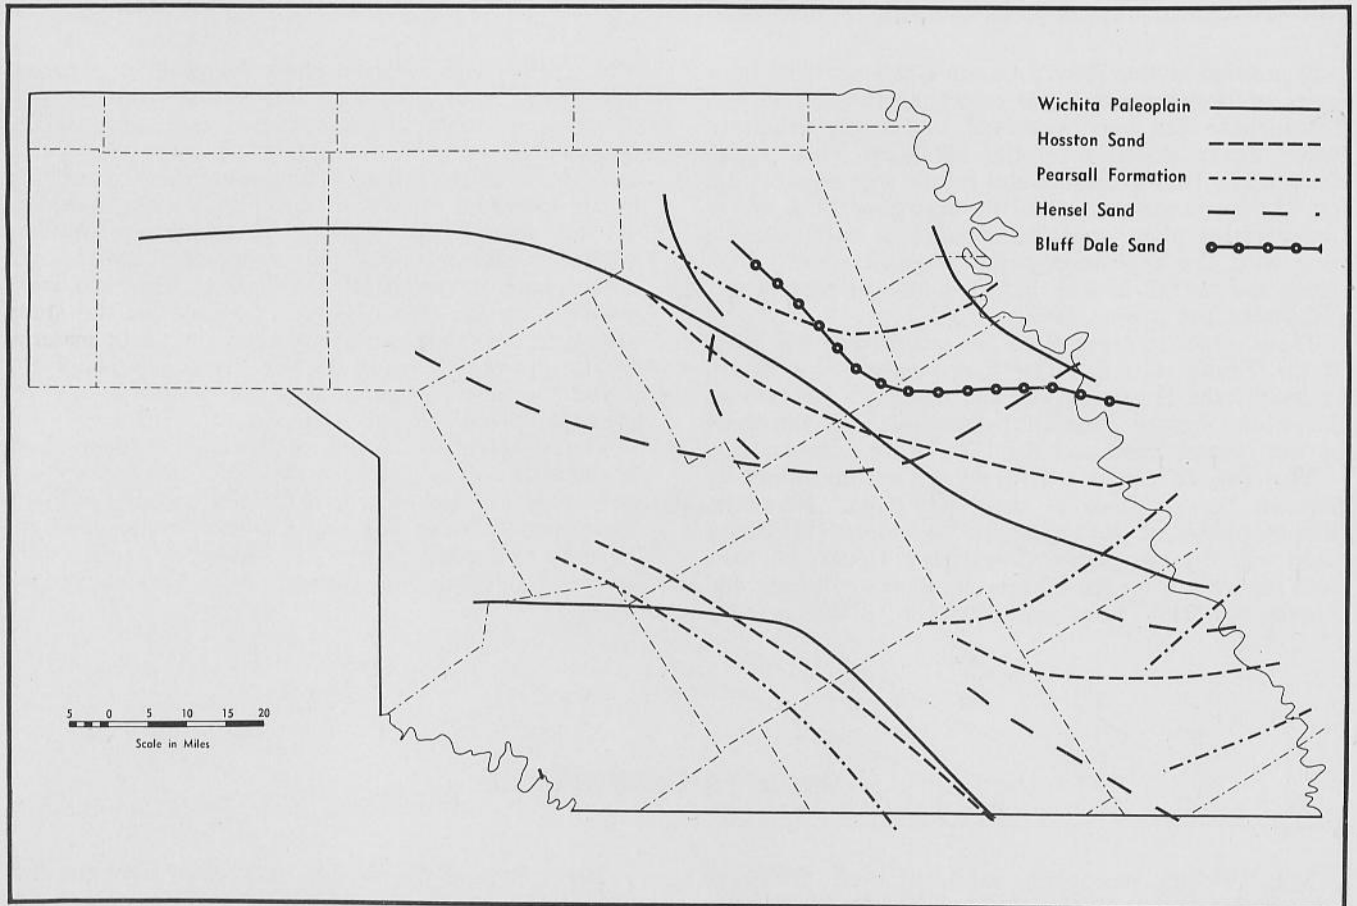 Wichita Paleoplain
Hosston Sand
Pearsall Formation
Hensel Sand
Bluff Dale Sand
5 0 5 10 15 20
Scale in Miles